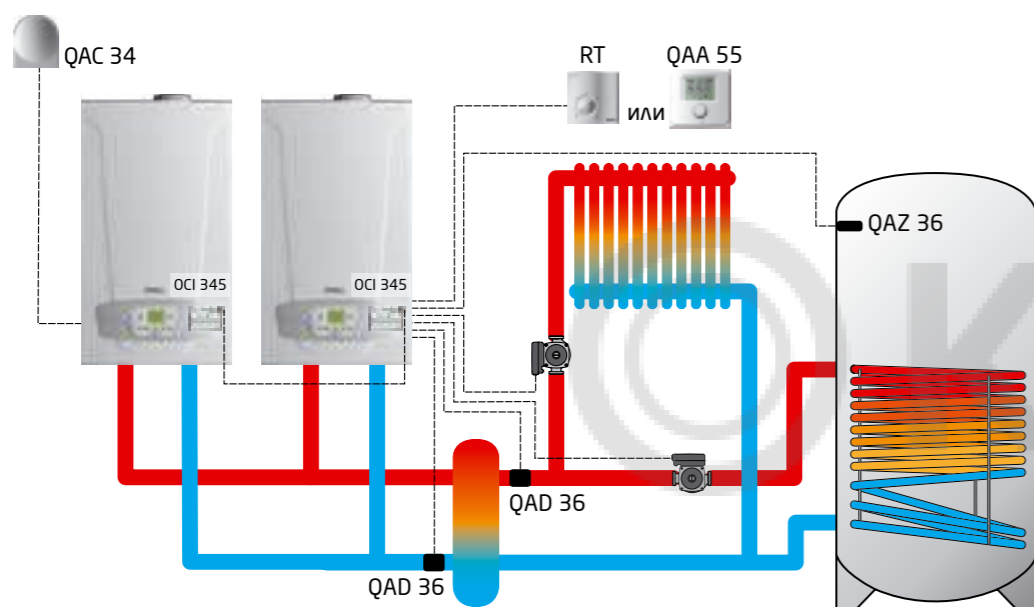 QAC 34
RT
QAA 55
или
QAZ 36
OCI 345
OCI 345
QAD 36
QAD 36